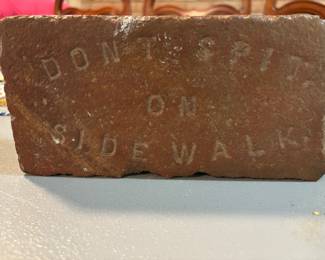 DON'T SPIT
ON
SIDEWALK.